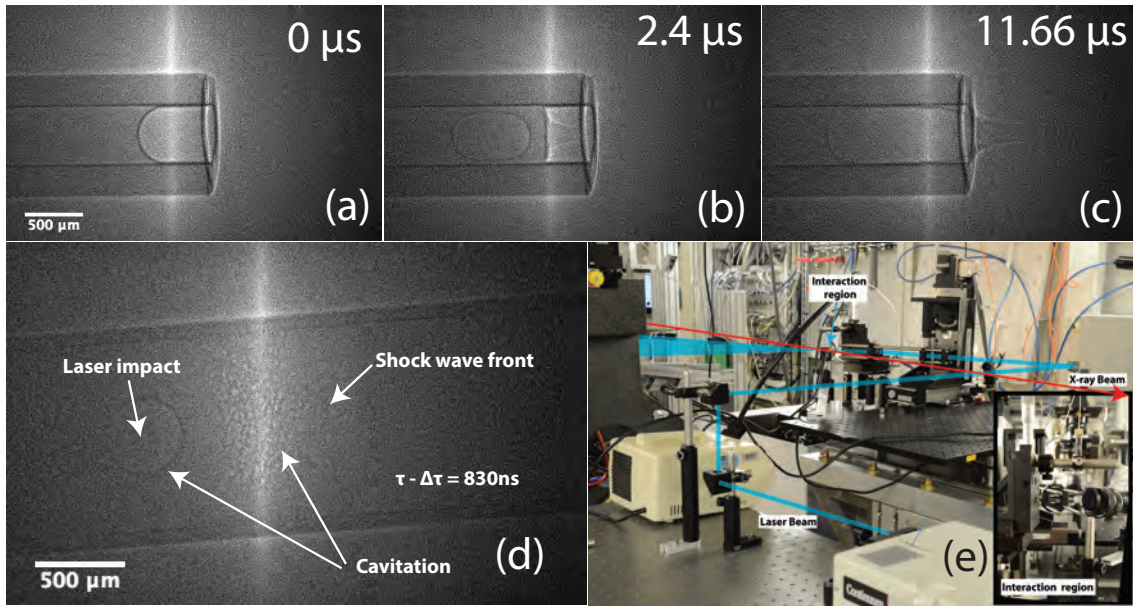 0 µs
2.4 µs
11.66 µs
(a)
(b)
(c)
500 µm
Laser impact
Shock wave front
τ - Δτ = 830ns
Cavitation
500 µm
(d)
Interaction
region
X-ray Beam
Laser Beam
Continuum
(e)
Interaction region